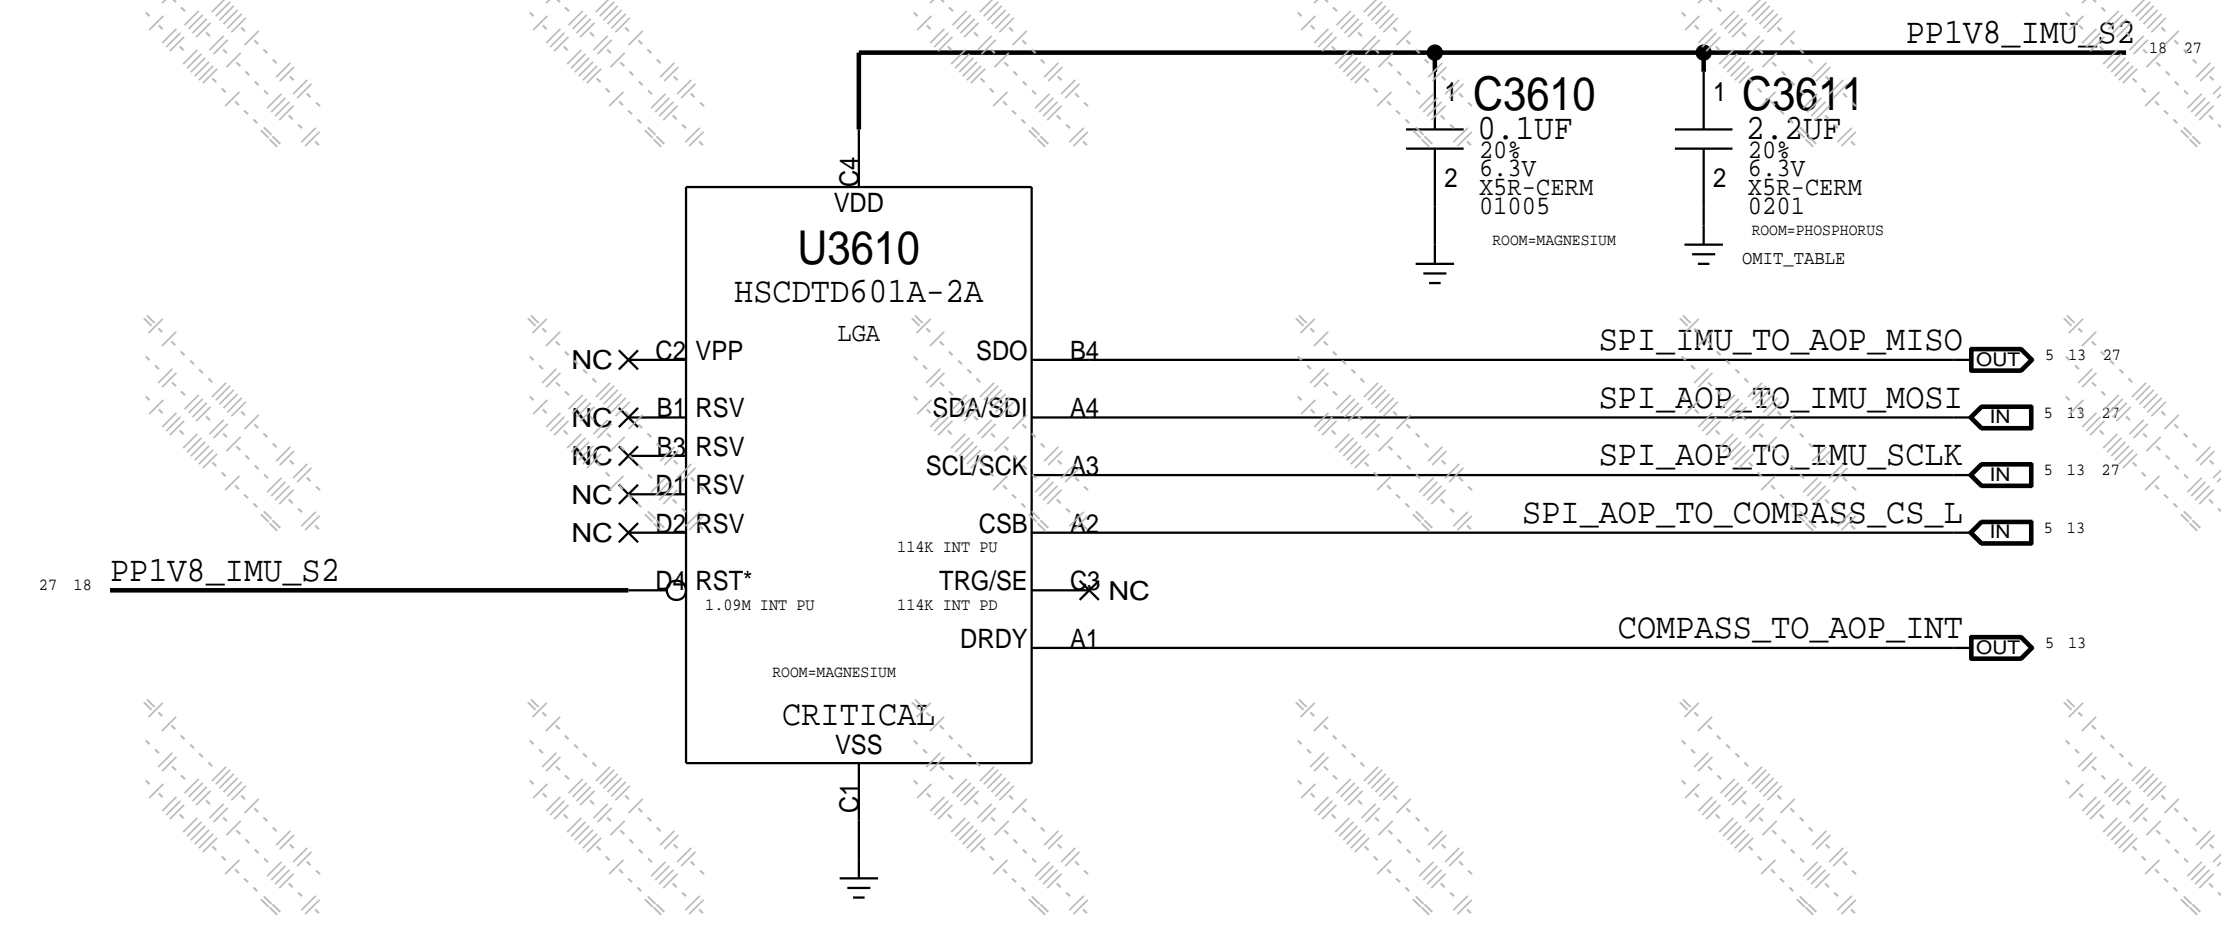 PP1V8_IMU_S2 18 27
1 C3610
0.1UF
20%
6.3V
2 X5R-CERM
01005
ROOM=MAGNESIUM
1 C3611
2.2UF
20%
6.3V
2 X5R-CERM
0201
ROOM=PHOSPHORUS
OMIT_TABLE
C4
VDD
U3610
HSCDTD601A-2A
LGA
NC C2 VPP
NC B1 RSV
NC B3 RSV
NC D1 RSV
NC D2 RSV
27 18 PP1V8_IMU_S2 D4 RST*
1.09M INT PU
SDO B4 SPI_IMU_TO_AOP_MISO OUT 5 13 27
SDA/SDI A4 SPI_AOP_TO_IMU_MOSI IN 5 13 27
SCL/SCK A3 SPI_AOP_TO_IMU_SCLK IN 5 13 27
CSB A2 SPI_AOP_TO_COMPASS_CS_L IN 5 13
114K INT PU
TRG/SE C3 NC
114K INT PD
DRDY A1 COMPASS_TO_AOP_INT OUT 5 13
ROOM=MAGNESIUM
CRITICAL
VSS
C1